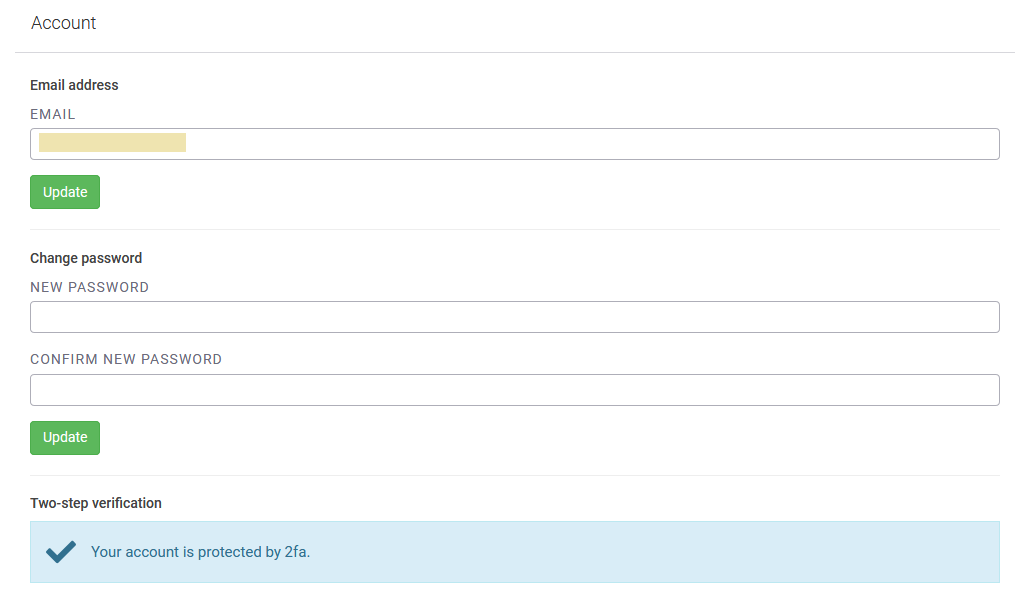 Account
Email address
EMAIL
Update
Change password
NEW PASSWORD
CONFIRM NEW PASSWORD
Update
Two-step verification
Your account is protected by 2fa.